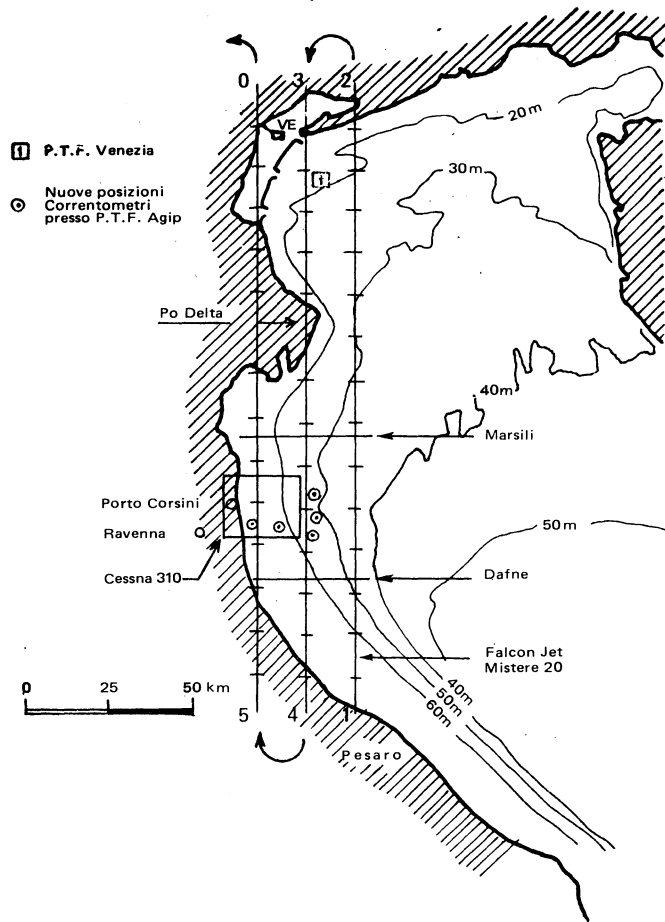 0 3 2
VE
20m
1 P.T.F. Venezia
30m
1
Nuove posizioni
Correntometri
presso P.T.F. Agip
Po Delta
40m
Marsili
Porto Corsini
50m
Ravenna
Cessna 310
Dafne
Falcon Jet
Mistere 20
40m
50m
60m
0 25 50 km
5 4 1
Pesaro